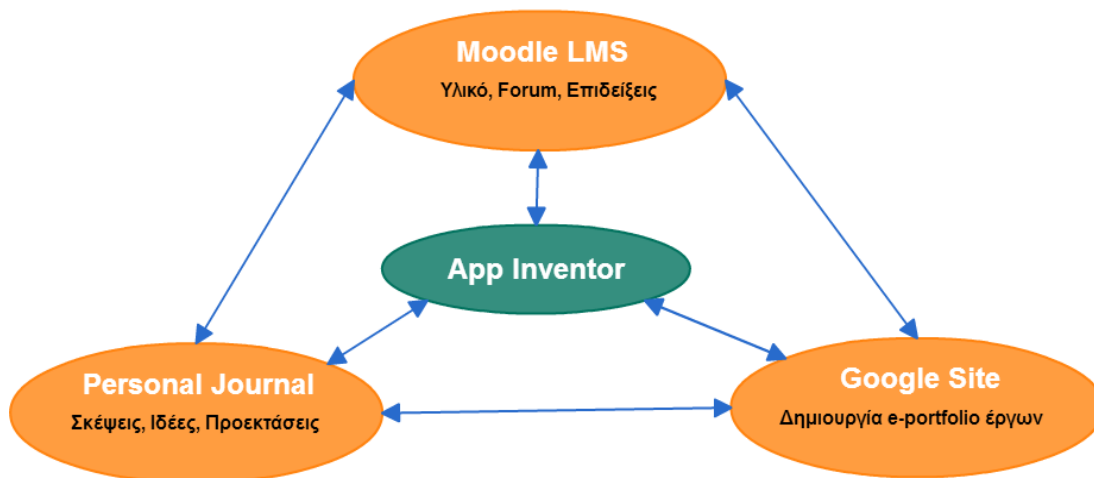 Moodle LMS
Υλικό, Forum, Επιδείξεις
App Inventor
Personal Journal
Σκέψεις, Ιδέες, Προεκτάσεις
Google Site
Δημιουργία e-portfolio έργων